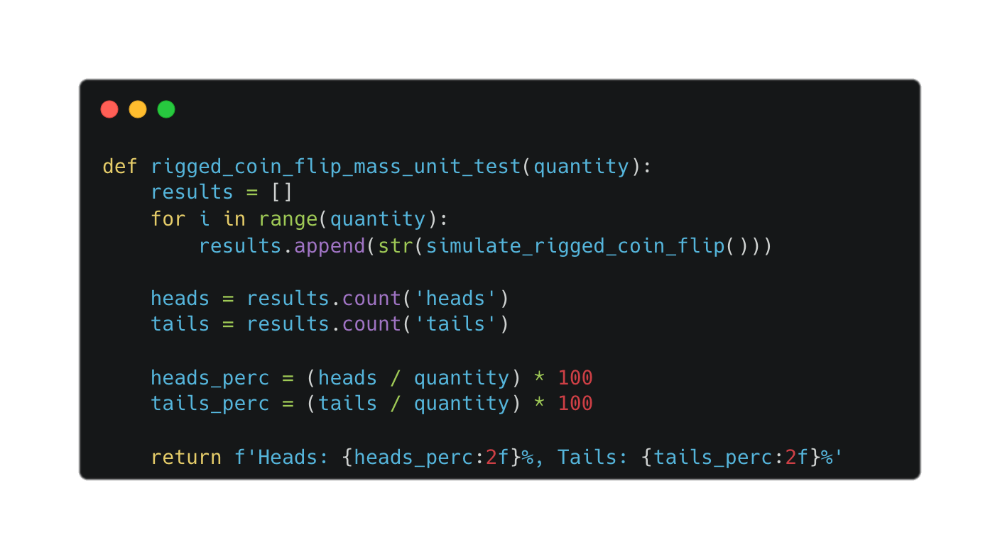 def rigged_coin_flip_mass_unit_test(quantity):
    results = []
    for i in range(quantity):
        results.append(str(simulate_rigged_coin_flip()))

    heads = results.count('heads')
    tails = results.count('tails')

    heads_perc = (heads / quantity) * 100
    tails_perc = (tails / quantity) * 100

    return f'Heads: {heads_perc:2f}%, Tails: {tails_perc:2f}%'